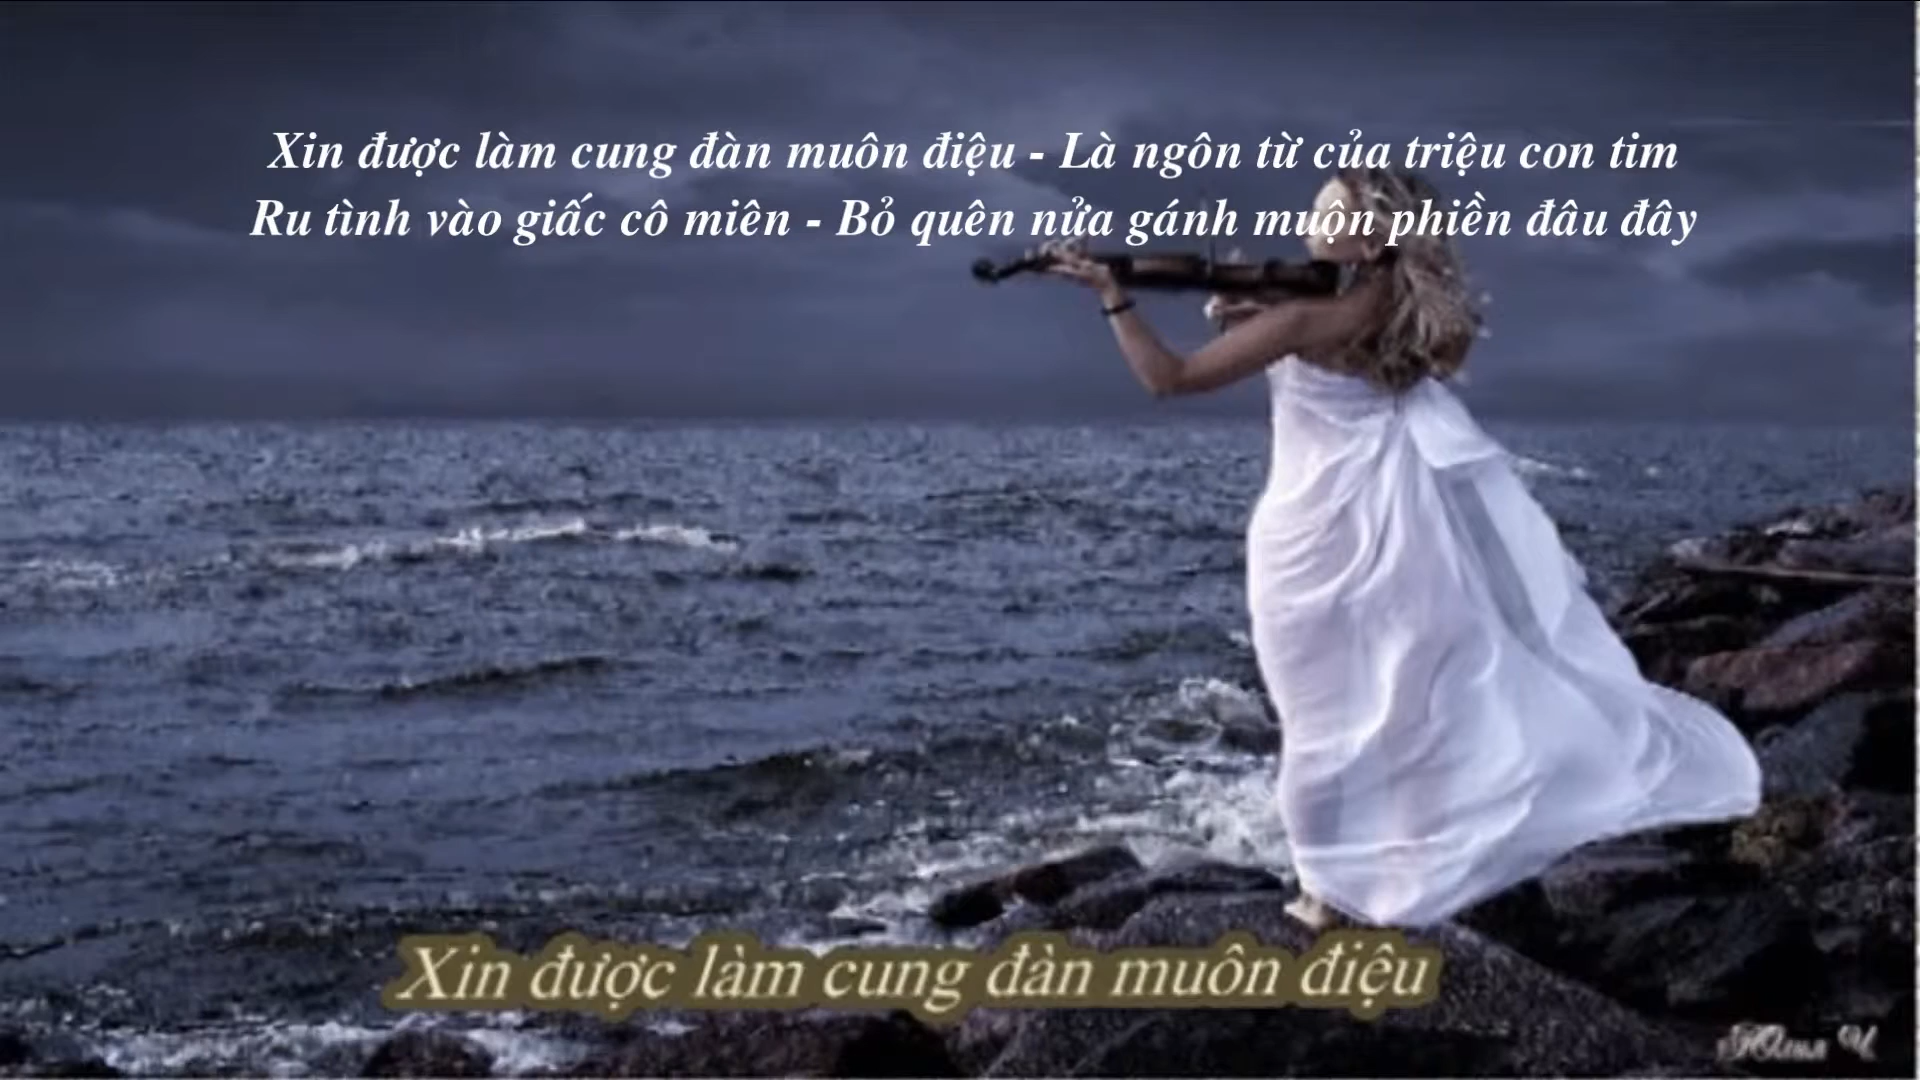 Xin được làm cung đàn muôn điệu - Là ngôn từ của triệu con tim
Ru tình vào giấc cô miên - Bỏ quên nửa gánh muộn phiền đâu đây
Xin được làm cung đàn muôn điệu
Юлия Ч